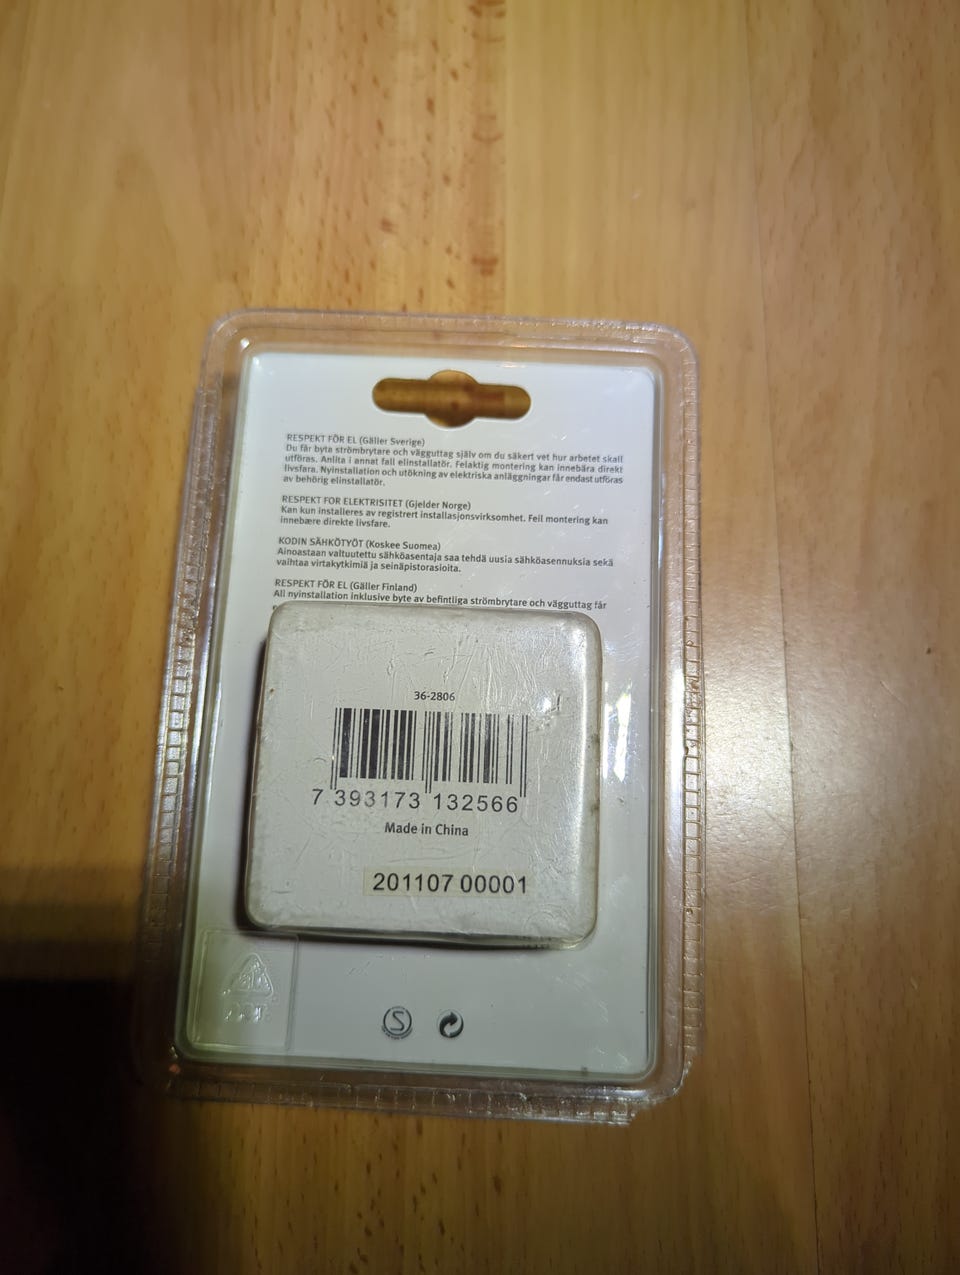 RESPEKT FÖR EL (Gäller Sverige)
Du får byta strömbrytare och vägguttag själv om du säkert vet hur arbetet skall
utföras. Anlita i annat fall elinstallatör. Felaktig montering kan innebära direkt
livsfara. Nyinstallation och utökning av elektriska anläggningar får endast utföras
av behörig elinstallatör.
RESPEKT FOR ELEKTRISITET (Gjelder Norge)
Kan kun installeres av registrert installasjonsvirksomhet. Feil montering kan
innebære direkte livsfare.
KODIN SÄHKÖTYÖT (Koskee Suomea)
Ainoastaan valtuutettu sähköasentaja saa tehdä uusia sähköasennuksia sekä
vaihtaa virtakytkimiä ja seinäpistorasioita.
RESPEKT FÖR EL (Gäller Finland)
All nyinstallation inklusive byte av befintliga strömbrytare och vägguttag får
36-2806
7 393173 132566
Made in China
201107 00001